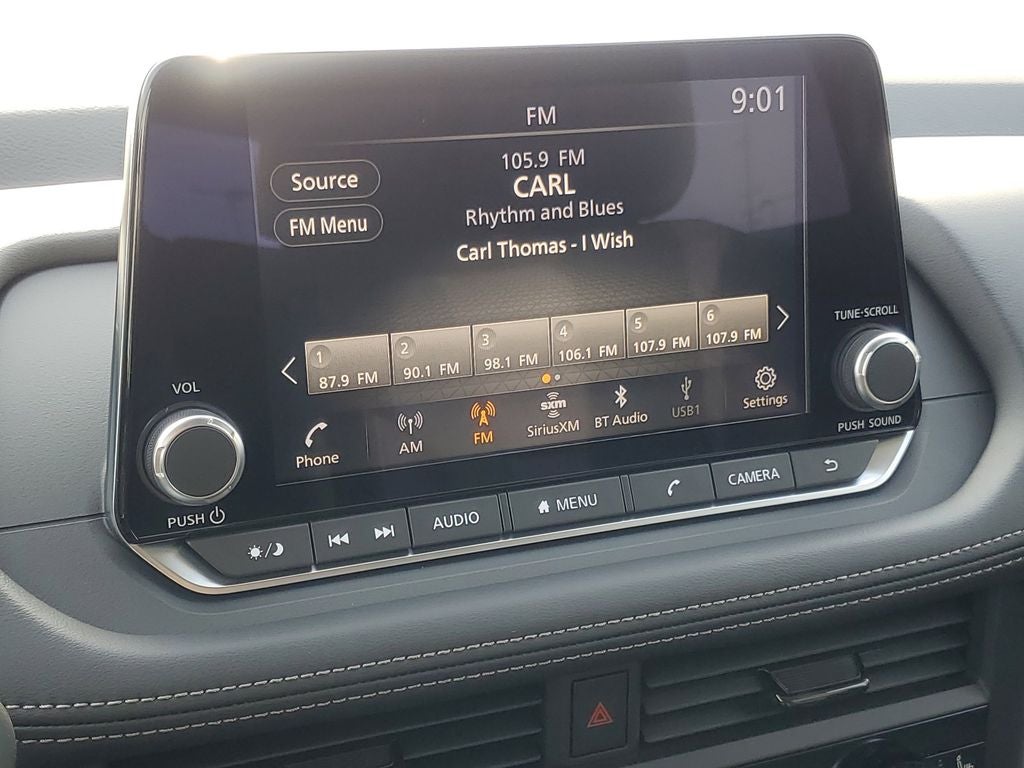 FM
9:01
105.9 FM
Source
CARL
Rhythm and Blues
FM Menu
Carl Thomas - I Wish
TUNE·SCROLL
1
2
3
4
5
6
87.9 FM
90.1 FM
98.1 FM
106.1 FM
107.9 FM
107.9 FM
VOL
Phone
AM
FM
sxm
SiriusXM
BT Audio
USB1
Settings
PUSH SOUND
PUSH
AUDIO
MENU
CAMERA